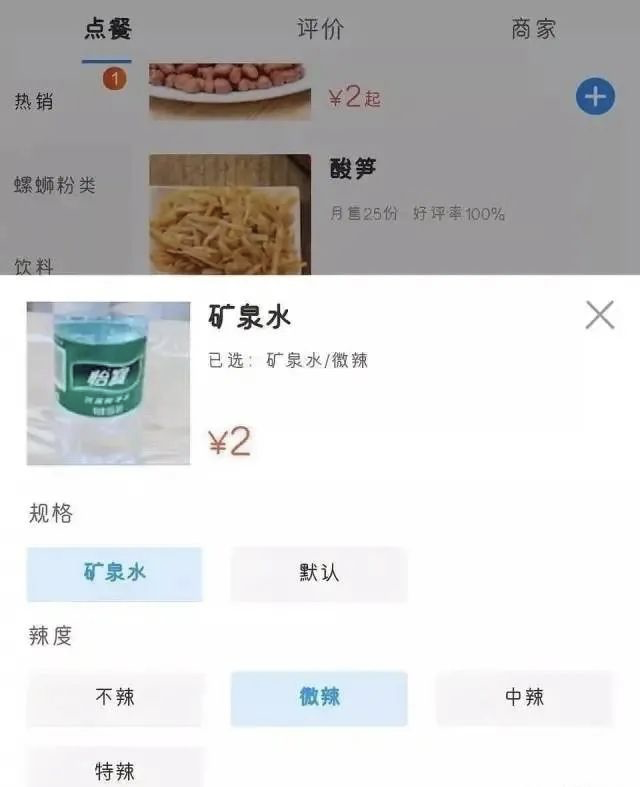 点餐
评价
商家
热销
1
¥2起
螺蛳粉类
酸笋
月售25份 好评率100%
饮料
矿泉水
已选：矿泉水/微辣
怡寶
¥2
规格
矿泉水
默认
辣度
不辣
微辣
中辣
特辣